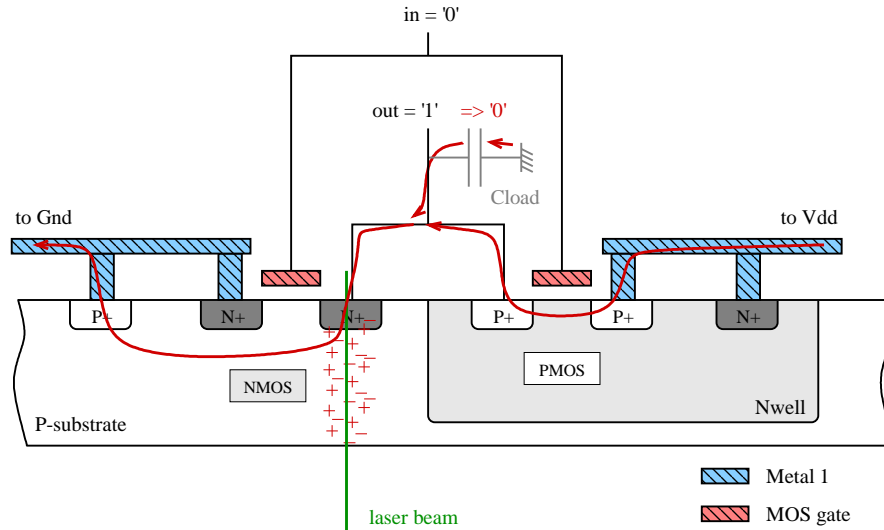 in = '0'
out = '1' => '0'
Cload
to Gnd
to Vdd
P+ N+ N+ P+ P+ N+
NMOS
PMOS
P-substrate
Nwell
Metal 1
laser beam
MOS gate